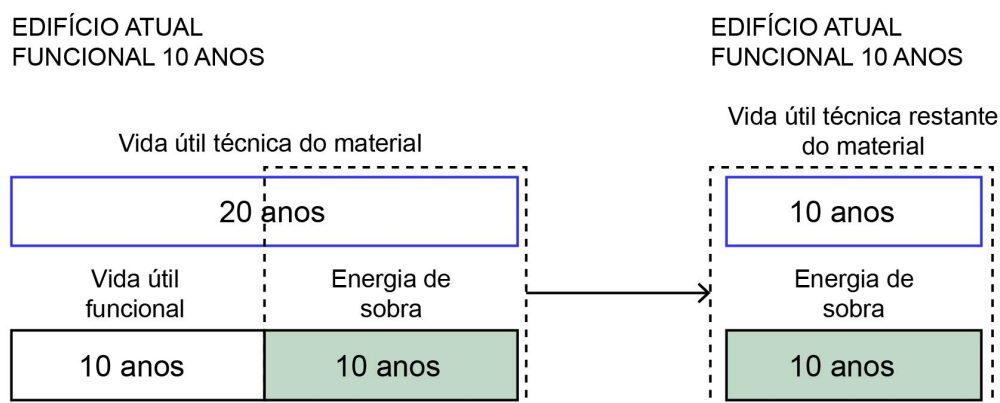 EDIFÍCIO ATUAL
FUNCIONAL 10 ANOS
Vida útil técnica do material
20 anos
Vida útil
funcional
Energia de
sobra
10 anos
10 anos
EDIFÍCIO ATUAL
FUNCIONAL 10 ANOS
Vida útil técnica restante
do material
10 anos
Energia de
sobra
10 anos